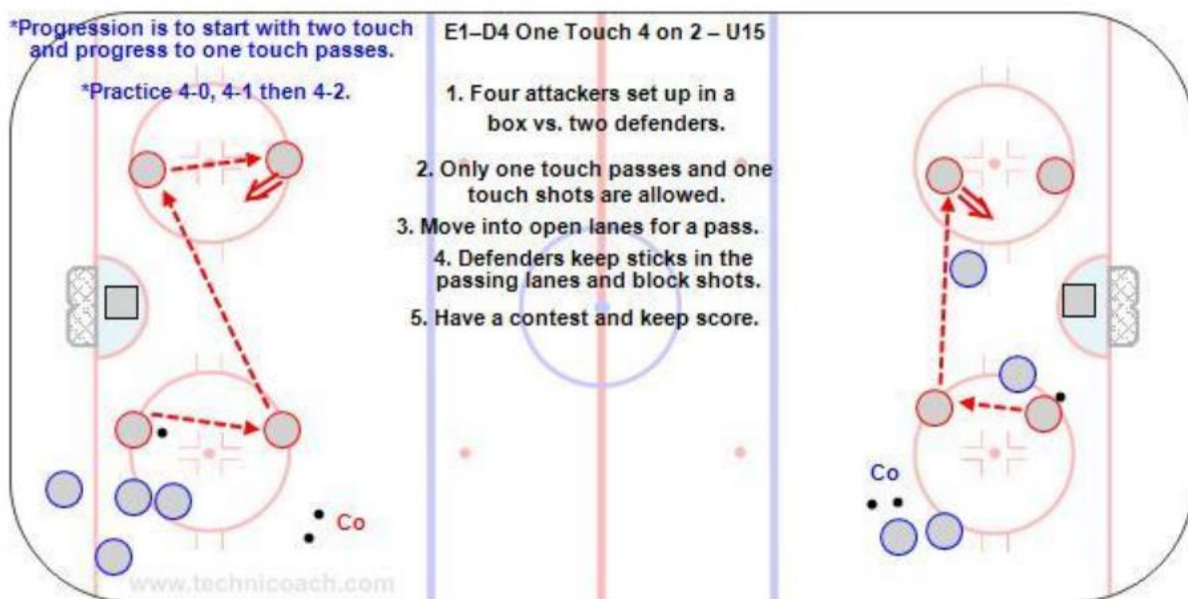 *Progression is to start with two touch
and progress to one touch passes.
*Practice 4-0, 4-1 then 4-2.
E1–D4 One Touch 4 on 2 – U15
1. Four attackers set up in a
box vs. two defenders.
2. Only one touch passes and one
touch shots are allowed.
3. Move into open lanes for a pass.
4. Defenders keep sticks in the
passing lanes and block shots.
5. Have a contest and keep score.
Co
Co
www.technicoach.com